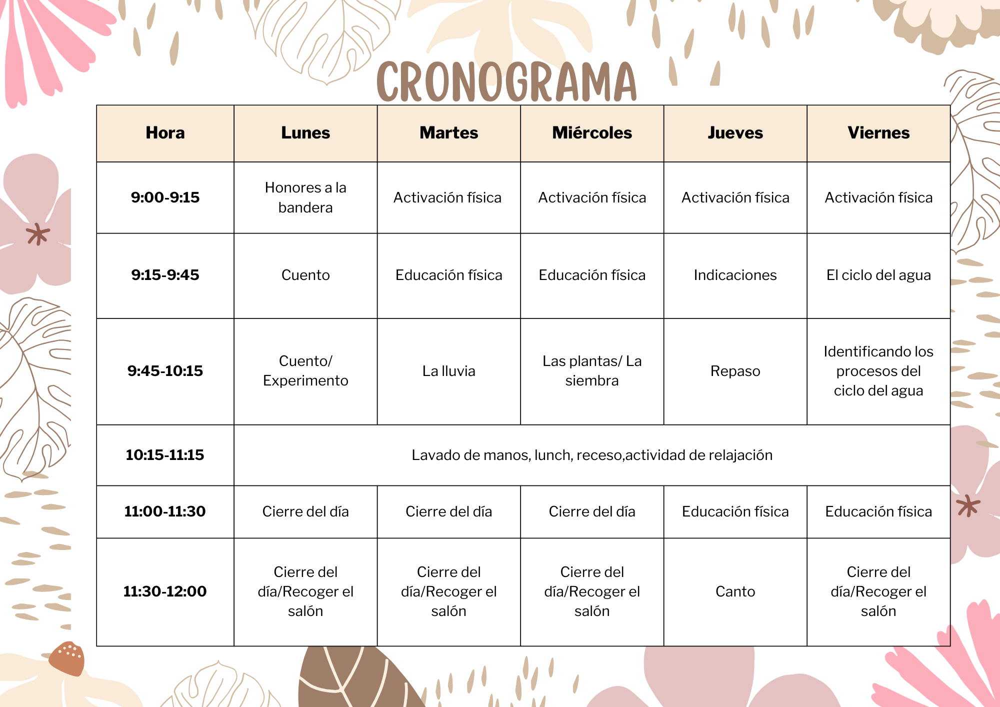 CRONOGRAMA
Hora Lunes Martes Miércoles Jueves Viernes
9:00-9:15 Honores a la bandera Activación física Activación física Activación física Activación física
9:15-9:45 Cuento Educación física Educación física Indicaciones El ciclo del agua
9:45-10:15 Cuento/ Experimento La lluvia Las plantas/ La siembra Repaso Identificando los procesos del ciclo del agua
10:15-11:15 Lavado de manos, lunch, receso,actividad de relajación
11:00-11:30 Cierre del día Cierre del día Cierre del día Educación física Educación física
11:30-12:00 Cierre del día/Recoger el salón Cierre del día/Recoger el salón Cierre del día/Recoger el salón Canto Cierre del día/Recoger el salón